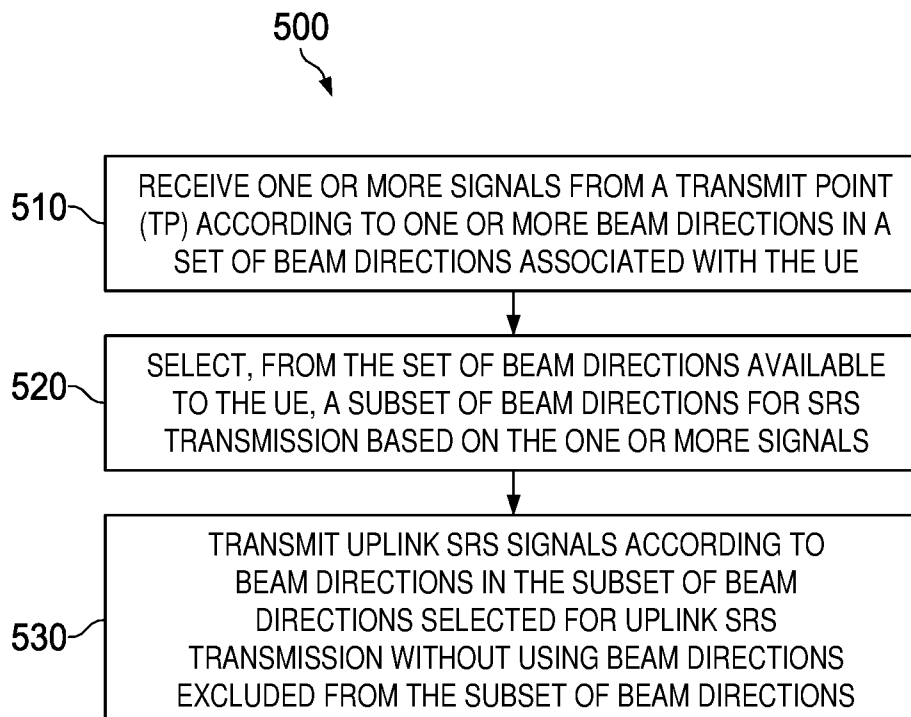 500
510
RECEIVE ONE OR MORE SIGNALS FROM A TRANSMIT POINT
(TP) ACCORDING TO ONE OR MORE BEAM DIRECTIONS IN A
SET OF BEAM DIRECTIONS ASSOCIATED WITH THE UE
520
SELECT, FROM THE SET OF BEAM DIRECTIONS AVAILABLE
TO THE UE, A SUBSET OF BEAM DIRECTIONS FOR SRS
TRANSMISSION BASED ON THE ONE OR MORE SIGNALS
530
TRANSMIT UPLINK SRS SIGNALS ACCORDING TO
BEAM DIRECTIONS IN THE SUBSET OF BEAM
DIRECTIONS SELECTED FOR UPLINK SRS
TRANSMISSION WITHOUT USING BEAM DIRECTIONS
EXCLUDED FROM THE SUBSET OF BEAM DIRECTIONS